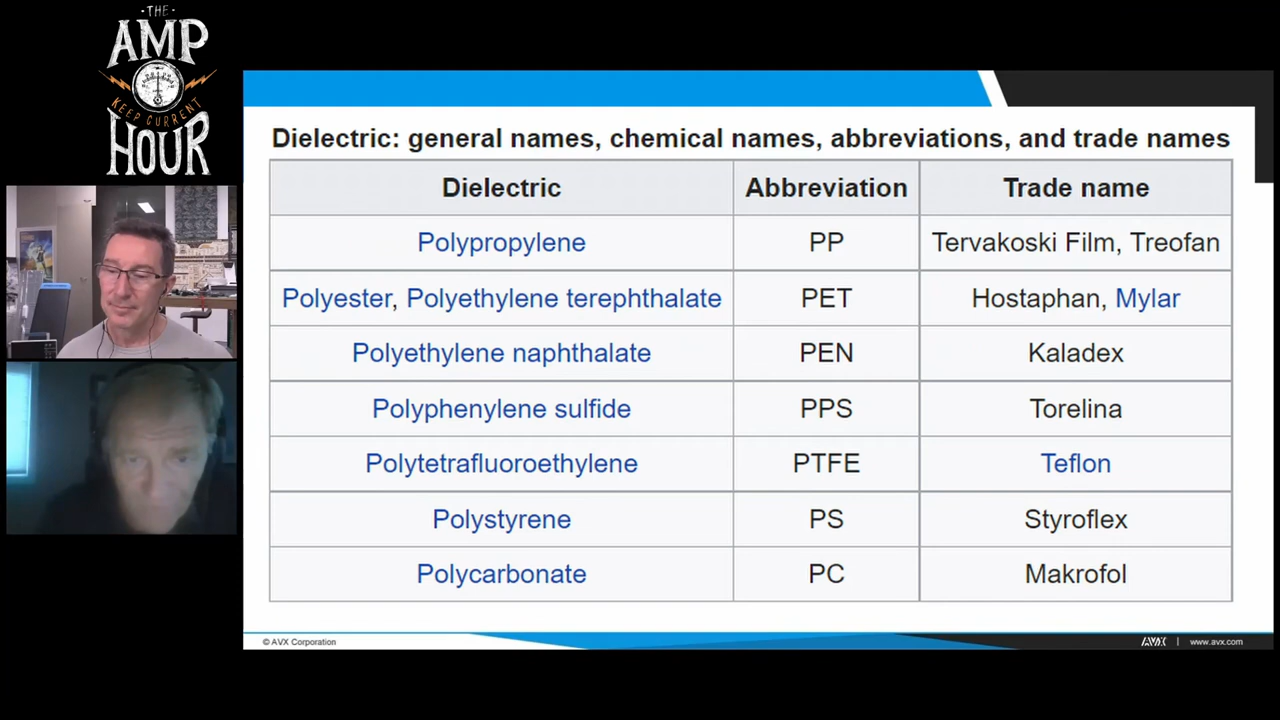 THE
AMP
KEEP CURRENT
HOUR
Dielectric: general names, chemical names, abbreviations, and trade names
Dielectric Abbreviation Trade name
Polypropylene PP Tervakoski Film, Treofan
Polyester, Polyethylene terephthalate PET Hostaphan, Mylar
Polyethylene naphthalate PEN Kaladex
Polyphenylene sulfide PPS Torelina
Polytetrafluoroethylene PTFE Teflon
Polystyrene PS Styroflex
Polycarbonate PC Makrofol
© AVX Corporation AVX | www.avx.com